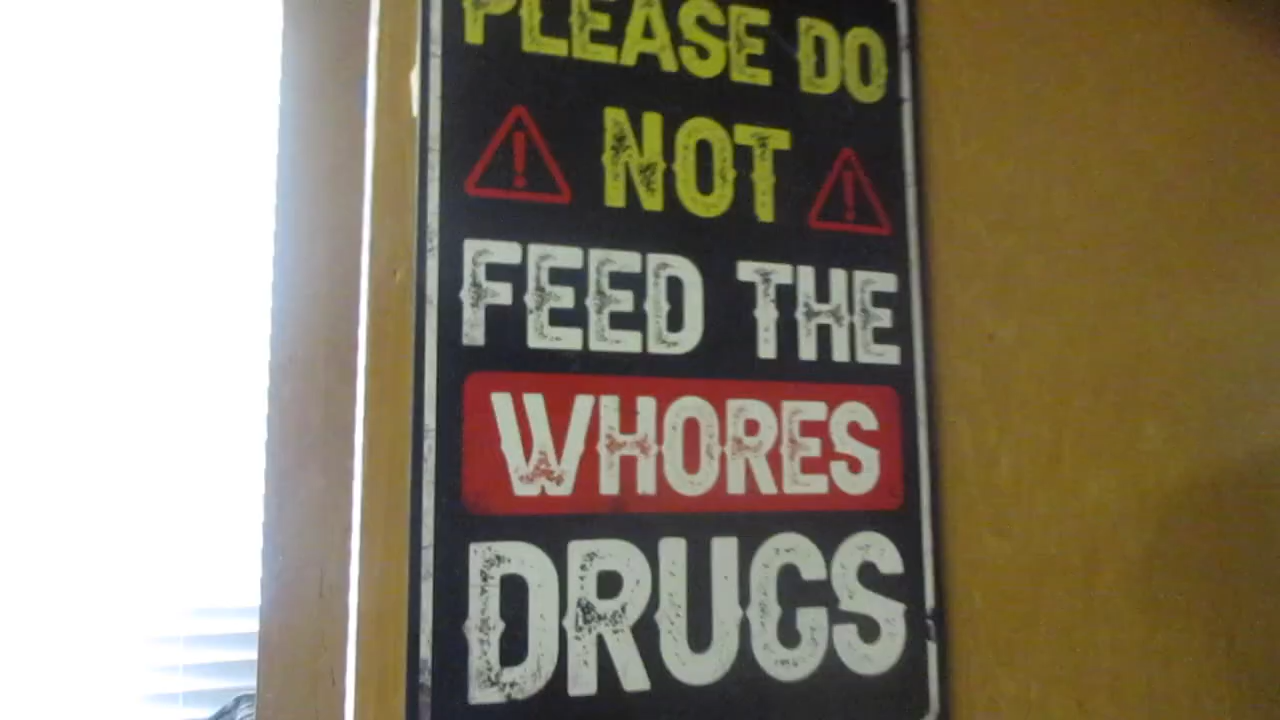 PLEASE DO
NOT
FEED THE
WHORES
DRUGS